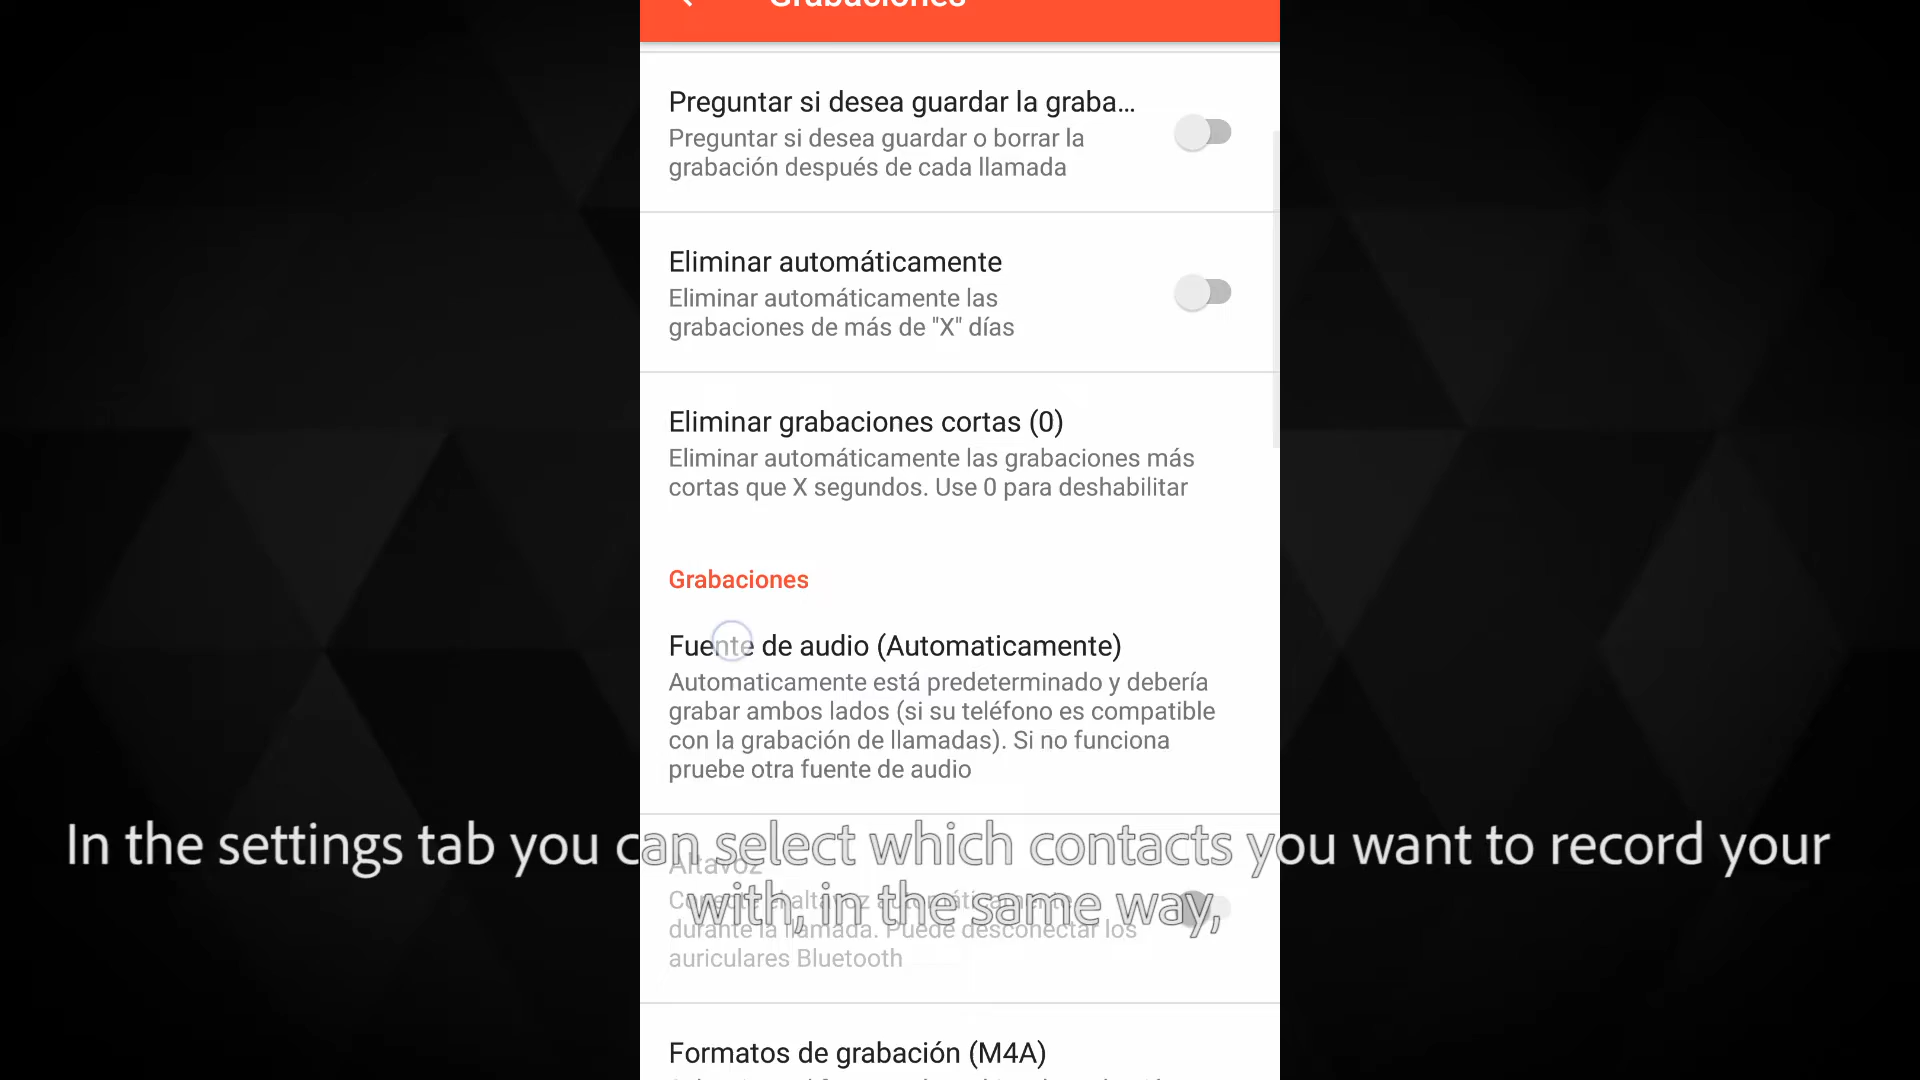 Grabaciones
Preguntar si desea guardar la graba...
Preguntar si desea guardar o borrar la
grabación después de cada llamada
Eliminar automáticamente
Eliminar automáticamente las
grabaciones de más de "X" días
Eliminar grabaciones cortas (0)
Eliminar automáticamente las grabaciones más
cortas que X segundos. Use 0 para deshabilitar
Grabaciones
Fuente de audio (Automaticamente)
Automaticamente está predeterminado y debería
grabar ambos lados (si su teléfono es compatible
con la grabación de llamadas). Si no funciona
pruebe otra fuente de audio
In the settings tab you can select which contacts you want to record your
with, in the same way,
Altavoz
altavoz automáticamente
durante la llamada. Puede desconectar los
auriculares Bluetooth
Formatos de grabación (M4A)